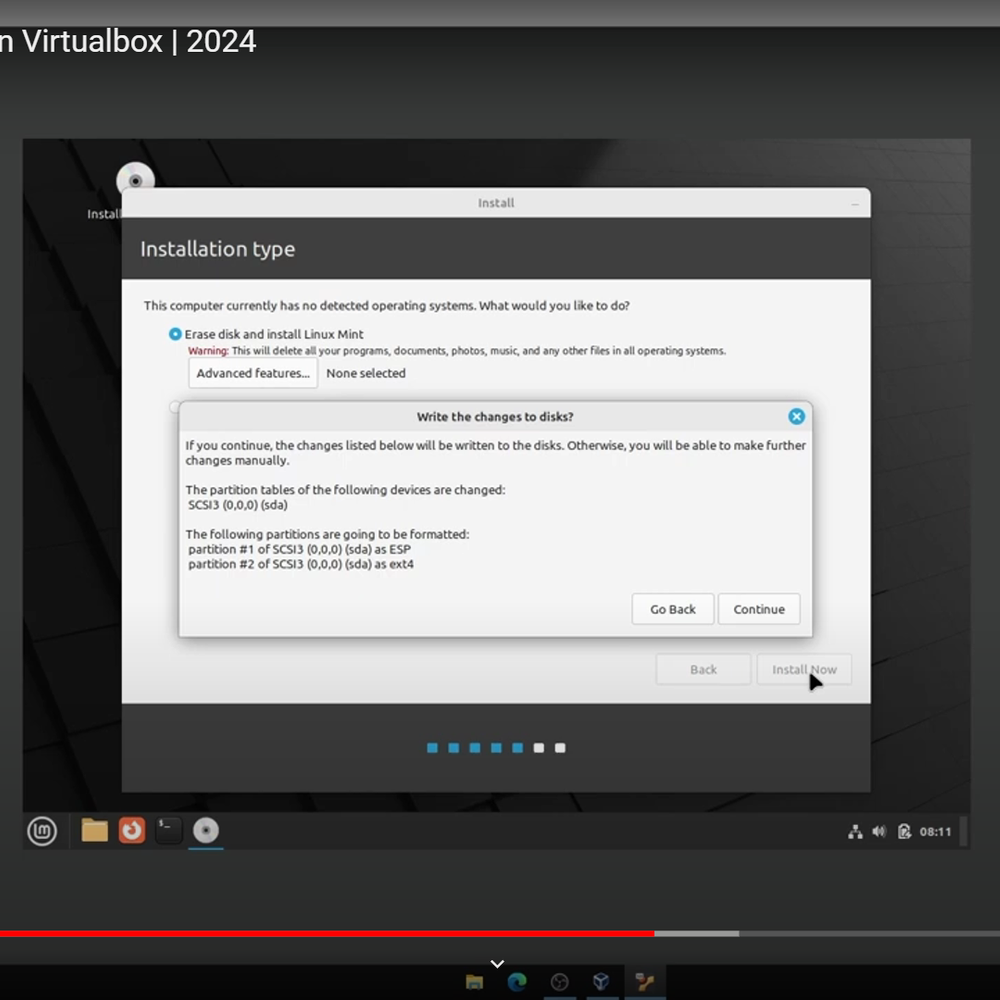 n Virtualbox | 2024
Install
Install
Installation type
This computer currently has no detected operating systems. What would you like to do?
Erase disk and install Linux Mint
Warning: This will delete all your programs, documents, photos, music, and any other files in all operating systems.
Advanced features... None selected
Write the changes to disks?
If you continue, the changes listed below will be written to the disks. Otherwise, you will be able to make further
changes manually.
The partition tables of the following devices are changed:
SCSI3 (0,0,0) (sda)
The following partitions are going to be formatted:
partition #1 of SCSI3 (0,0,0) (sda) as ESP
partition #2 of SCSI3 (0,0,0) (sda) as ext4
Go Back Continue
Back Install Now
08:11